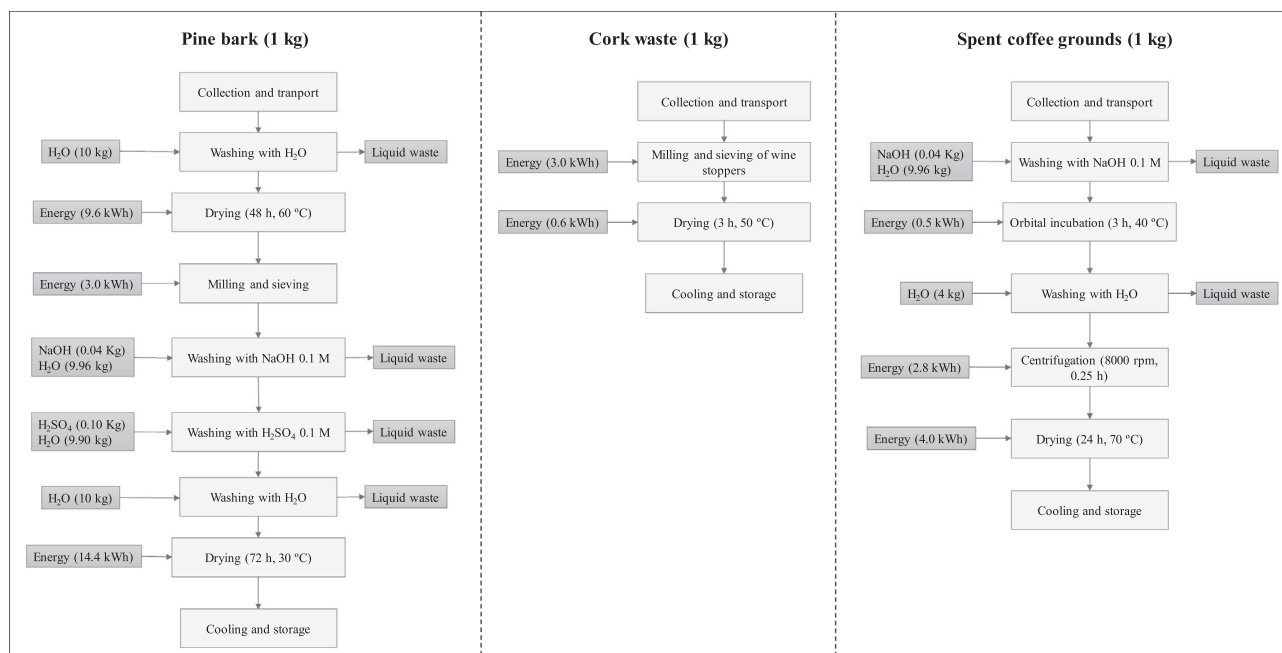 Pine bark (1 kg)
Collection and tranport
H₂O (10 kg)
Washing with H₂O
Liquid waste
Energy (9.6 kWh)
Drying (48 h, 60 ºC)
Energy (3.0 kWh)
Milling and sieving
NaOH (0.04 Kg)
H₂O (9.96 kg)
Washing with NaOH 0.1 M
Liquid waste
H₂SO₄ (0.10 Kg)
H₂O (9.90 kg)
Washing with H₂SO₄ 0.1 M
Liquid waste
H₂O (10 kg)
Washing with H₂O
Liquid waste
Energy (14.4 kWh)
Drying (72 h, 30 ºC)
Cooling and storage
Cork waste (1 kg)
Collection and transport
Energy (3.0 kWh)
Milling and sieving of wine
stoppers
Energy (0.6 kWh)
Drying (3 h, 50 ºC)
Cooling and storage
Spent coffee grounds (1 kg)
Collection and transport
NaOH (0.04 Kg)
H₂O (9.96 kg)
Washing with NaOH 0.1 M
Liquid waste
Energy (0.5 kWh)
Orbital incubation (3 h, 40 ºC)
H₂O (4 kg)
Washing with H₂O
Liquid waste
Energy (2.8 kWh)
Centrifugation (8000 rpm,
0.25 h)
Energy (4.0 kWh)
Drying (24 h, 70 ºC)
Cooling and storage